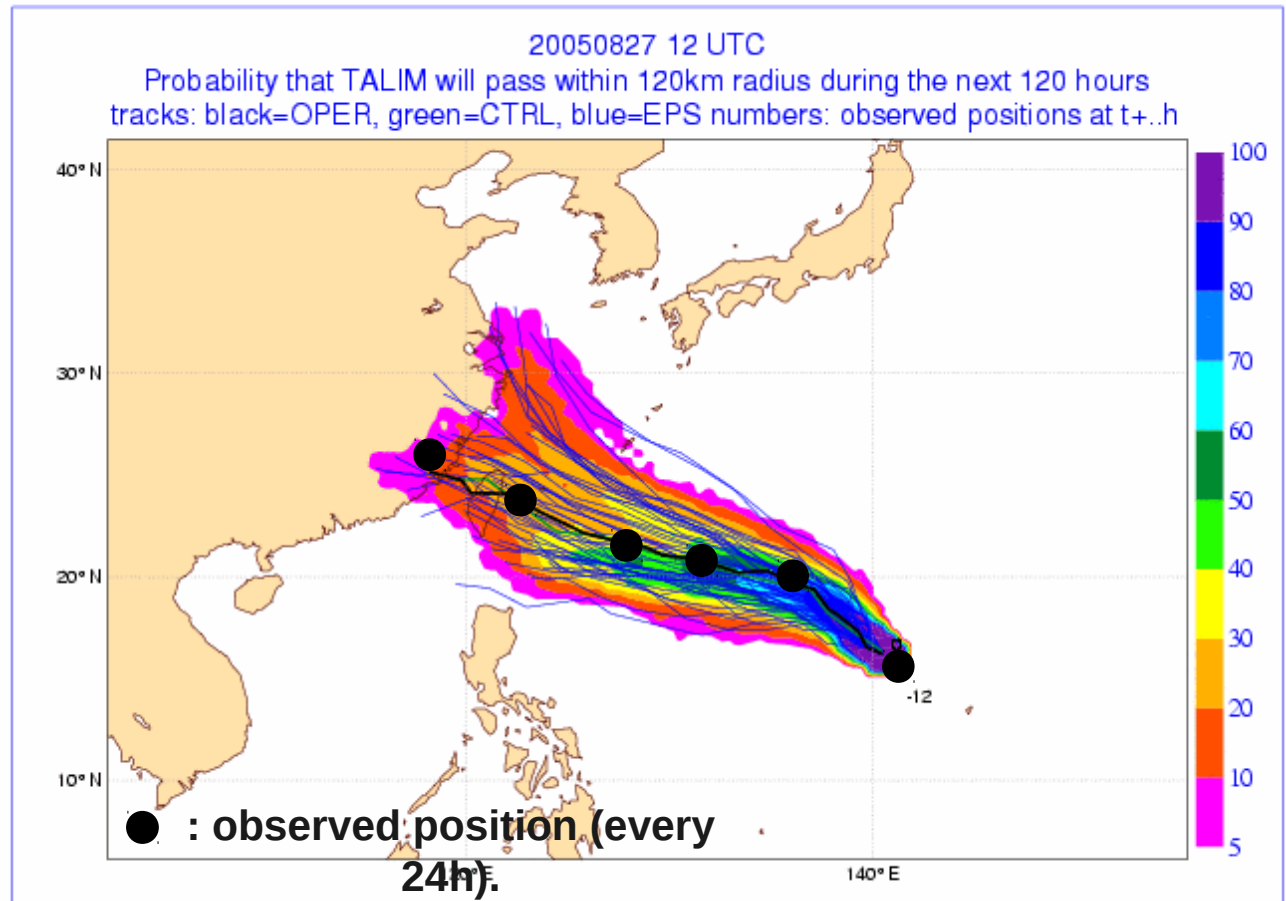 20050827 12 UTC
Probability that TALIM will pass within 120km radius during the next 120 hours
tracks: black=OPER, green=CTRL, blue=EPS numbers: observed positions at t+..h
100
40° N
90
80
70
30° N
60
50
20° N
40
30
-12
20
10° N
10
: observed position (every
5
24h).
140° E